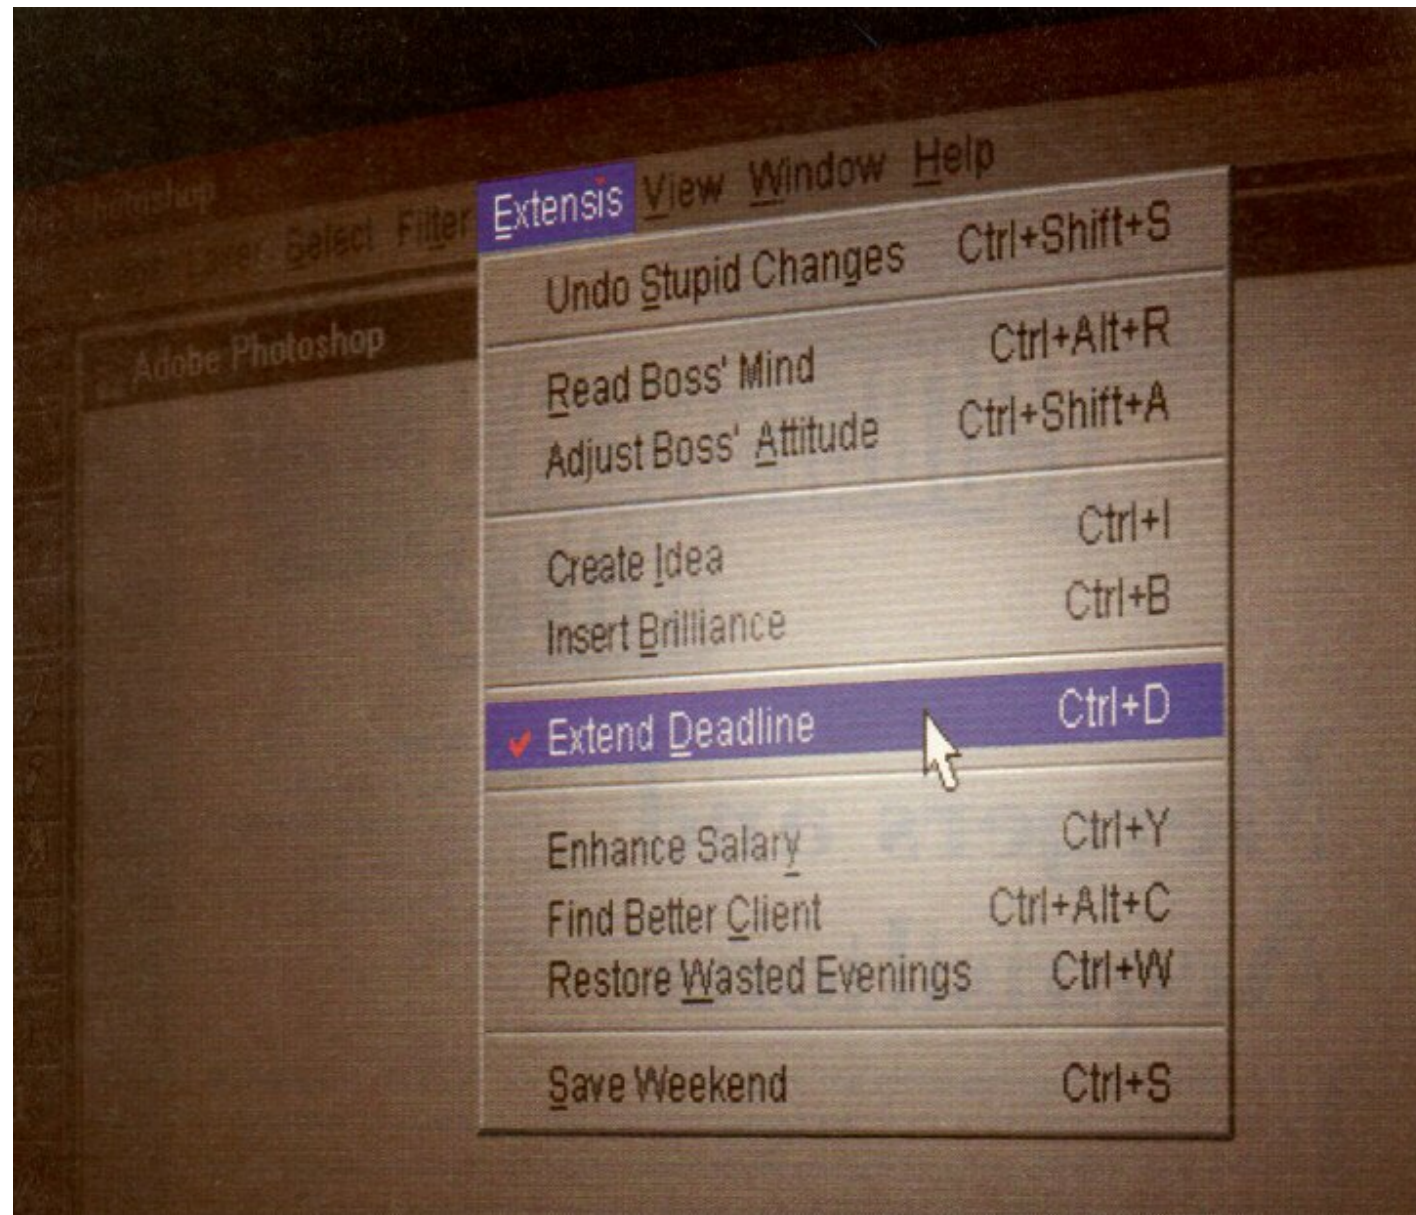 Photoshop
Layer Select Filter Extensis View Window Help
Adobe Photoshop
Undo Stupid Changes Ctrl+Shift+S
Read Boss' Mind Ctrl+Alt+R
Adjust Boss' Attitude Ctrl+Shift+A
Create Idea Ctrl+I
Insert Brilliance Ctrl+B
Extend Deadline Ctrl+D
Enhance Salary Ctrl+Y
Find Better Client Ctrl+Alt+C
Restore Wasted Evenings Ctrl+W
Save Weekend Ctrl+S